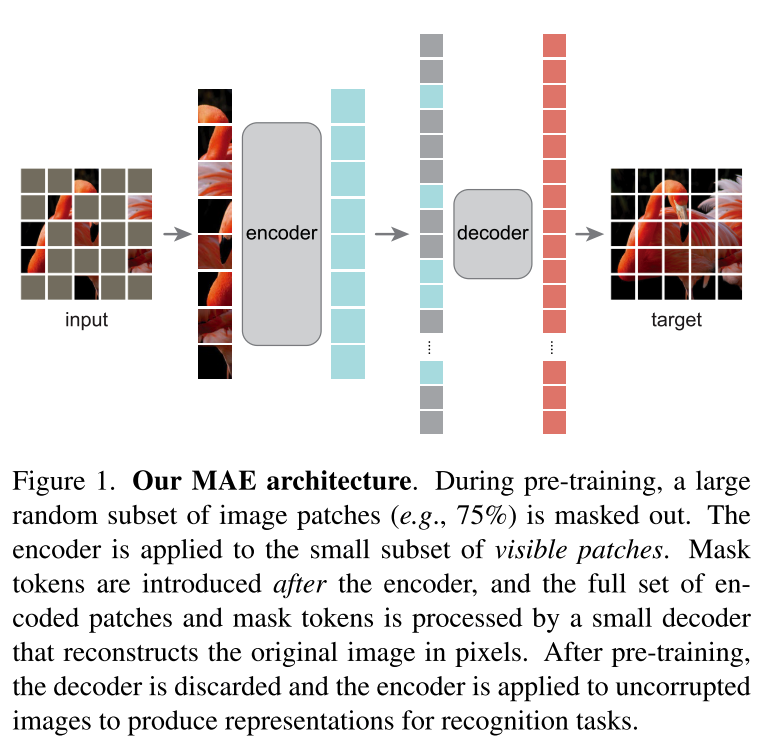 input
encoder
decoder
target
Figure 1. Our MAE architecture. During pre-training, a large
random subset of image patches (e.g., 75%) is masked out. The
encoder is applied to the small subset of visible patches. Mask
tokens are introduced after the encoder, and the full set of en-
coded patches and mask tokens is processed by a small decoder
that reconstructs the original image in pixels. After pre-training,
the decoder is discarded and the encoder is applied to uncorrupted
images to produce representations for recognition tasks.